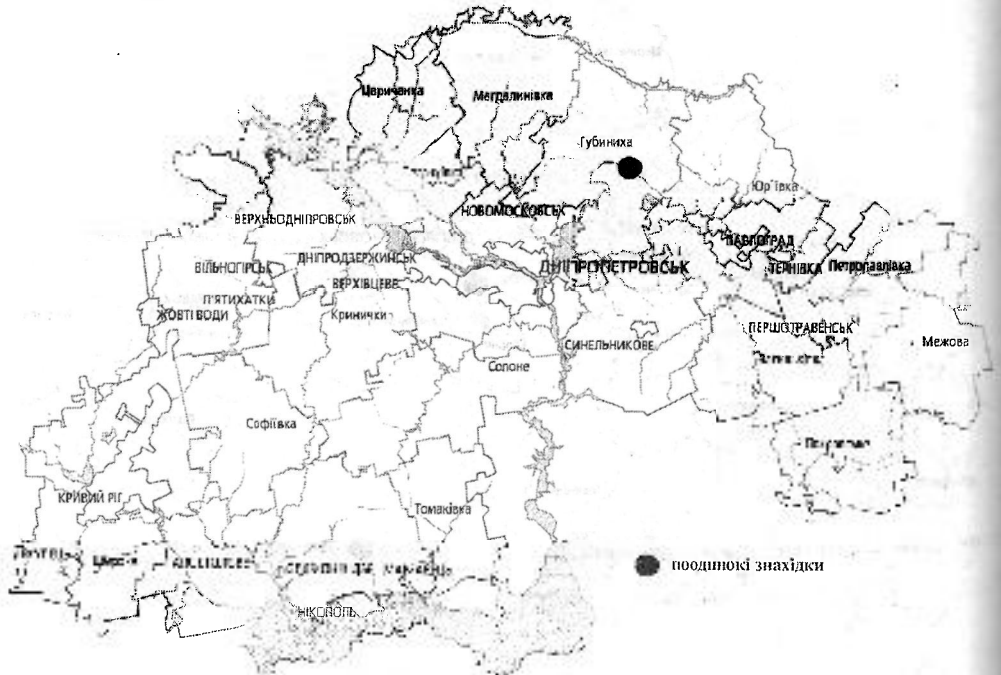 Царичанка
Магдалинівка
Губиниха
Юр'ївка
НОВОМОСКОВСЬК
ВЕРХНЬОДНІПРОВСЬК
ПАВЛОГРАД
ДНІПРОДЗЕРЖИНСЬК
ДНІПРОПЕТРОВСЬК
ТЕРНІВКА
Петропавлівка
ВІЛЬНОГІРСЬК
ВЕРХІВЦЕВЕ
П'ЯТИХАТКИ
ЖОВТІ ВОДИ
Кринички
ПЕРШОТРАВЕНСЬК
СИНЕЛЬНИКОВЕ
Межова
Солоне
Софіївка
КРИВИЙ РІГ
Томаківка
поодинокі знахідки
НІКОПОЛЬ